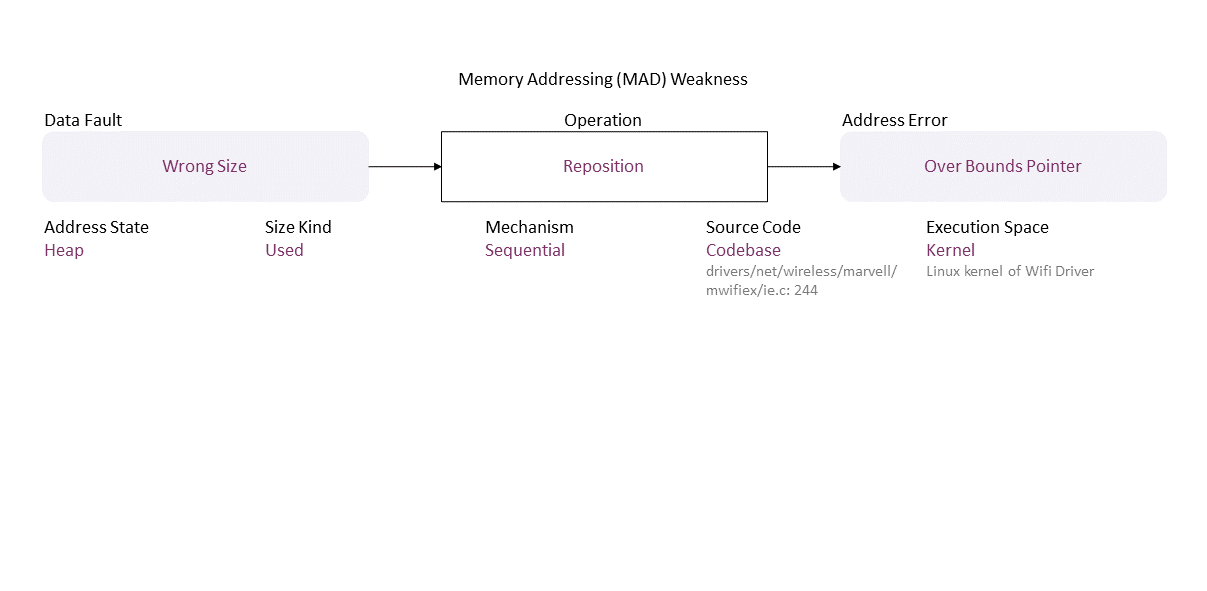 Memory Addressing (MAD) Weakness
Data Fault
Operation
Address Error
Wrong Size
Reposition
Over Bounds Pointer
Address State
Size Kind
Mechanism
Source Code
Execution Space
Heap
Used
Sequential
Codebase
Kernel
drivers/net/wireless/marvell/
mwifiex/ie.c: 244
Linux kernel of Wifi Driver